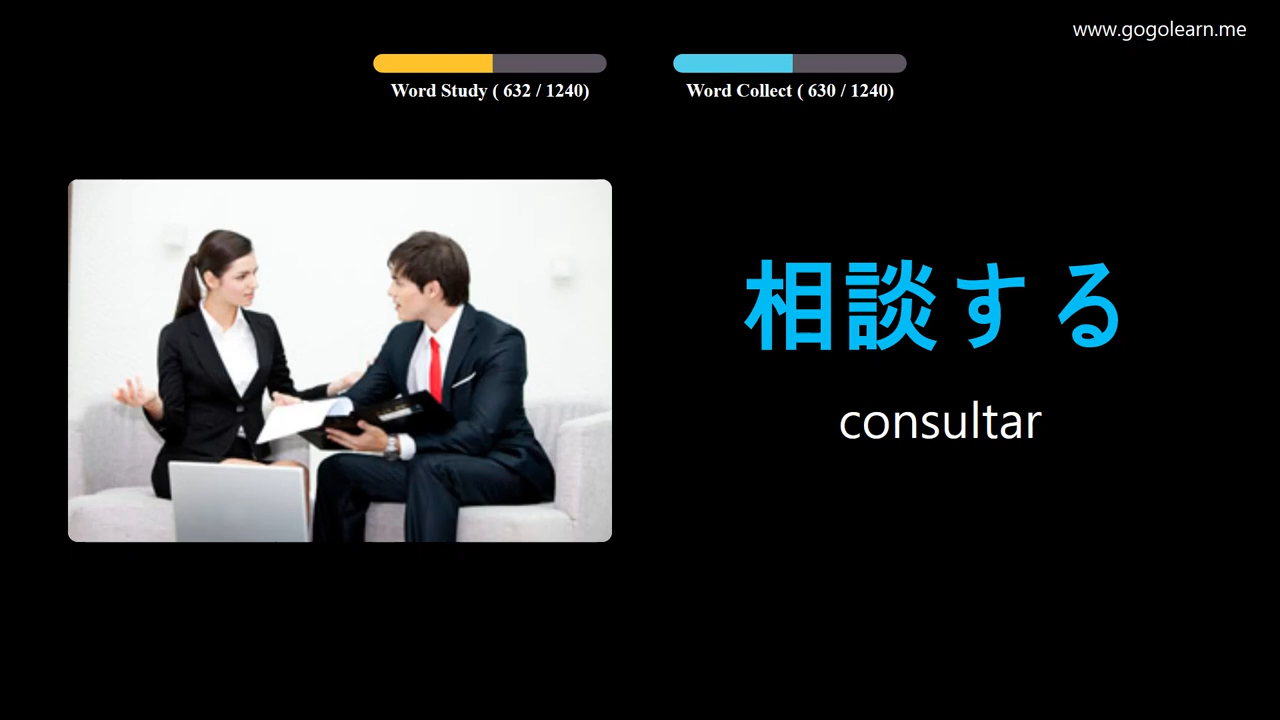 www.gogolearn.me
Word Study ( 632 / 1240)
Word Collect ( 630 / 1240)
相談する
consultar